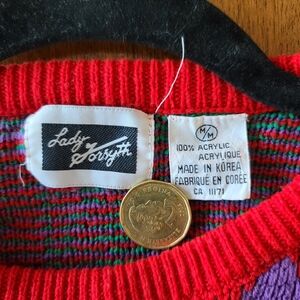 Lady
Forsyth
M/M
100% ACRYLIC
ACRYLIQUE
MADE IN KOREA
FABRIQUÉ EN CORÉE
CA 11171